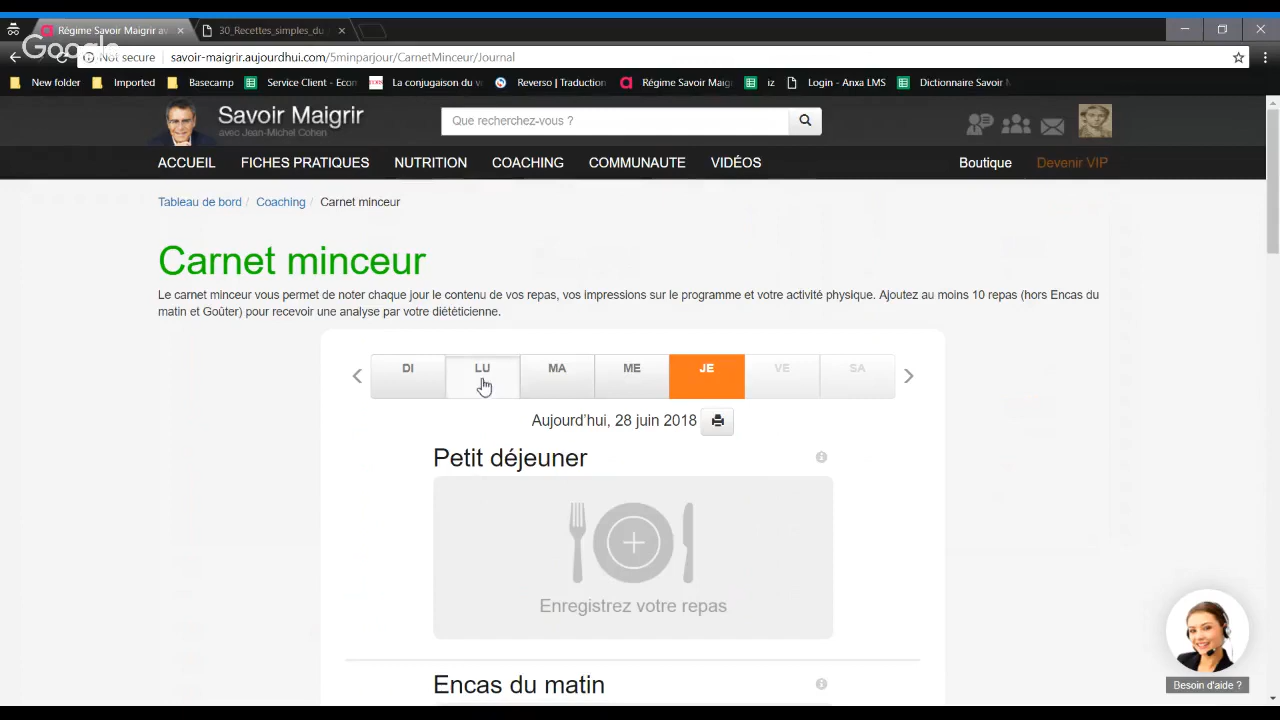 Régime Savoir Maigrir av
30_Recettes_simples_du
Google
Not secure
savoir-maigrir.aujourdhui.com/5minparjour/CarnetMinceur/Journal
New folder
Imported
Basecamp
Service Client - Econ
La conjugaison du v
Reverso | Traduction
Régime Savoir Maigr
iz
Login - Anxa LMS
Dictionnaire Savoir
Savoir Maigrir
avec Jean-Michel Cohen
Que recherchez-vous ?
ACCUEIL
FICHES PRATIQUES
NUTRITION
COACHING
COMMUNAUTE
VIDÉOS
Boutique
Devenir VIP
Tableau de bord / Coaching / Carnet minceur
Carnet minceur
Le carnet minceur vous permet de noter chaque jour le contenu de vos repas, vos impressions sur le programme et votre activité physique. Ajoutez au moins 10 repas (hors Encas du
matin et Goûter) pour recevoir une analyse par votre diététicienne.
DI
LU
MA
ME
JE
VE
SA
Aujourd'hui, 28 juin 2018
Petit déjeuner
Enregistrez votre repas
Encas du matin
Besoin d'aide ?